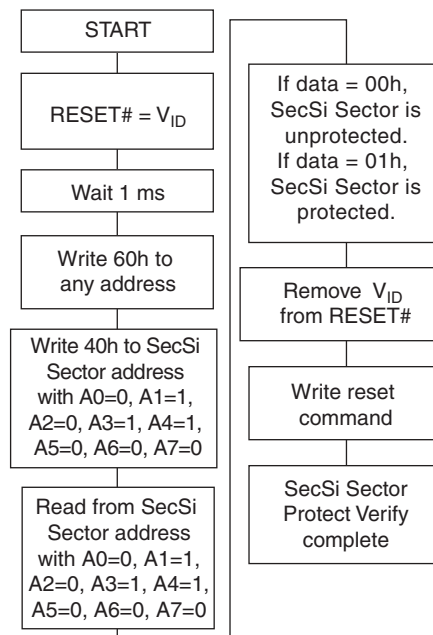 START
RESET# = VID
Wait 1 ms
Write 60h to
any address
Write 40h to SecSi
Sector address
with A0=0, A1=1,
A2=0, A3=1, A4=1,
A5=0, A6=0, A7=0
Read from SecSi
Sector address
with A0=0, A1=1,
A2=0, A3=1, A4=1,
A5=0, A6=0, A7=0
If data = 00h,
SecSi Sector is
unprotected.
If data = 01h,
SecSi Sector is
protected.
Remove VID
from RESET#
Write reset
command
SecSi Sector
Protect Verify
complete